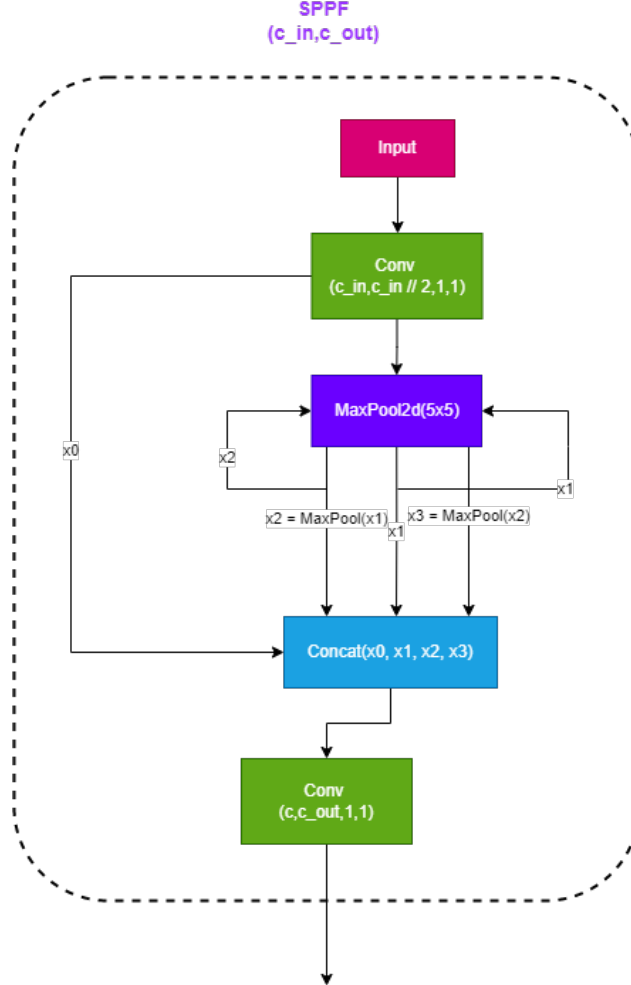 SPPF
(c_in,c_out)
Input
Conv
(c_in,c_in // 2,1,1)
MaxPool2d(5x5)
x0
x2
x1
x2 = MaxPool(x1)
x1
x3 = MaxPool(x2)
Concat(x0, x1, x2, x3)
Conv
(c,c_out,1,1)